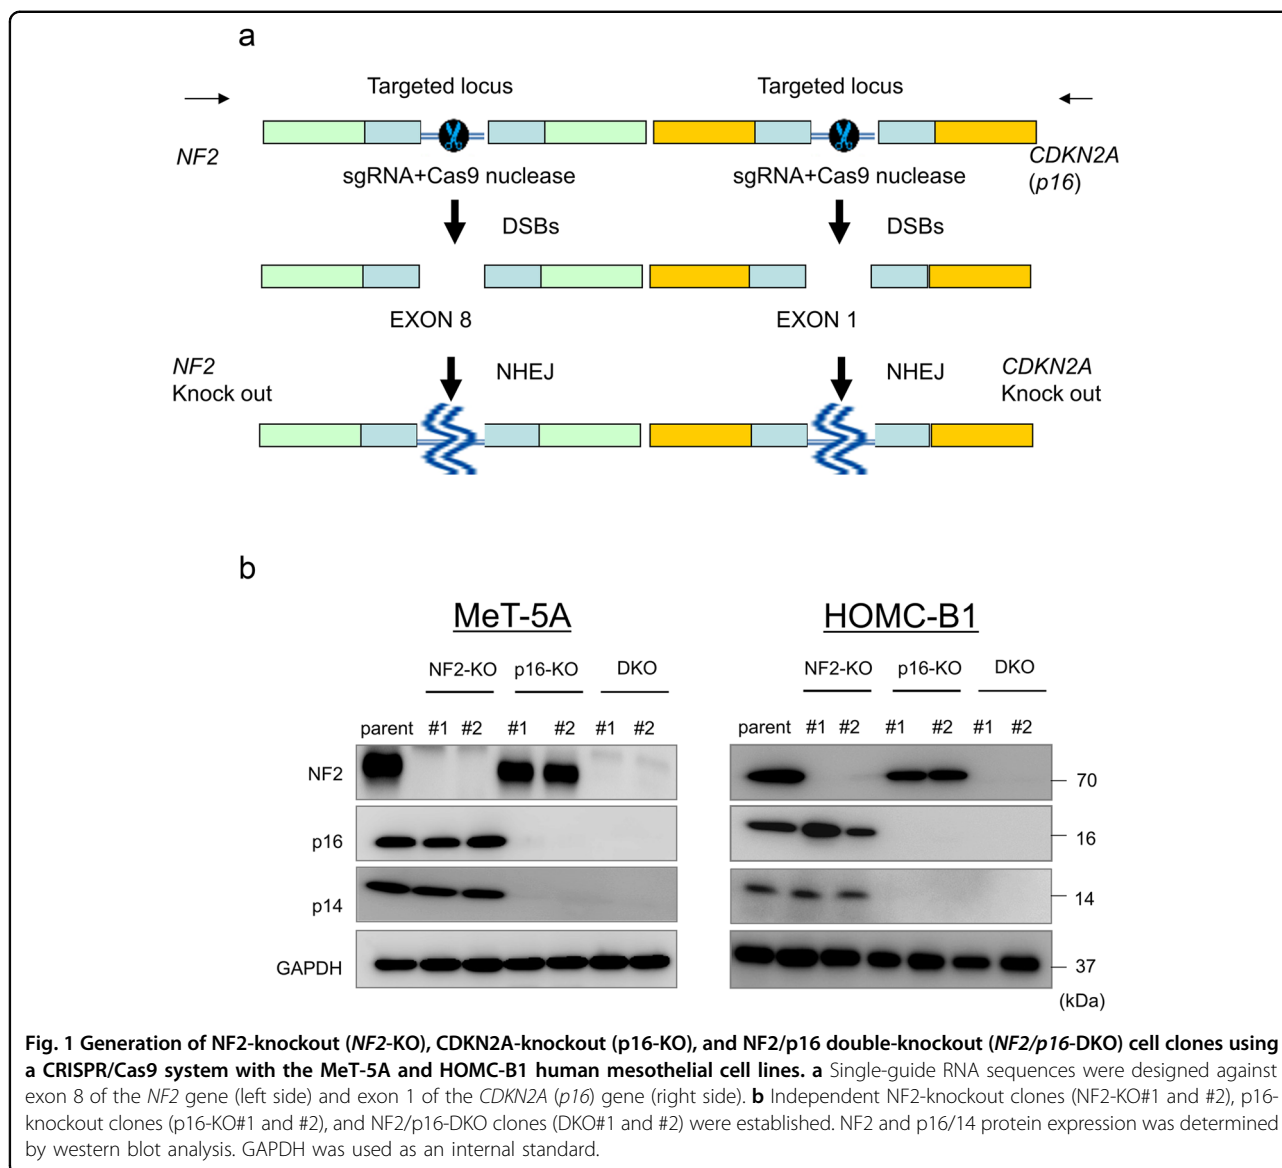 a
Targeted locus
Targeted locus
NF2
CDKN2A
(p16)
sgRNA+Cas9 nuclease
sgRNA+Cas9 nuclease
DSBs
DSBs
EXON 8
EXON 1
NF2
Knock out
NHEJ
NHEJ
CDKN2A
Knock out
b
MeT-5A
NF2-KO p16-KO DKO
parent #1 #2 #1 #2 #1 #2
NF2
p16
p14
GAPDH
HOMC-B1
NF2-KO p16-KO DKO
parent #1 #2 #1 #2 #1 #2
70
16
14
37
(kDa)
Fig. 1 Generation of NF2-knockout (NF2-KO), CDKN2A-knockout (p16-KO), and NF2/p16 double-knockout (NF2/p16-DKO) cell clones using
a CRISPR/Cas9 system with the MeT-5A and HOMC-B1 human mesothelial cell lines. a Single-guide RNA sequences were designed against
exon 8 of the NF2 gene (left side) and exon 1 of the CDKN2A (p16) gene (right side). b Independent NF2-knockout clones (NF2-KO#1 and #2), p16-
knockout clones (p16-KO#1 and #2), and NF2/p16-DKO clones (DKO#1 and #2) were established. NF2 and p16/14 protein expression was determined
by western blot analysis. GAPDH was used as an internal standard.